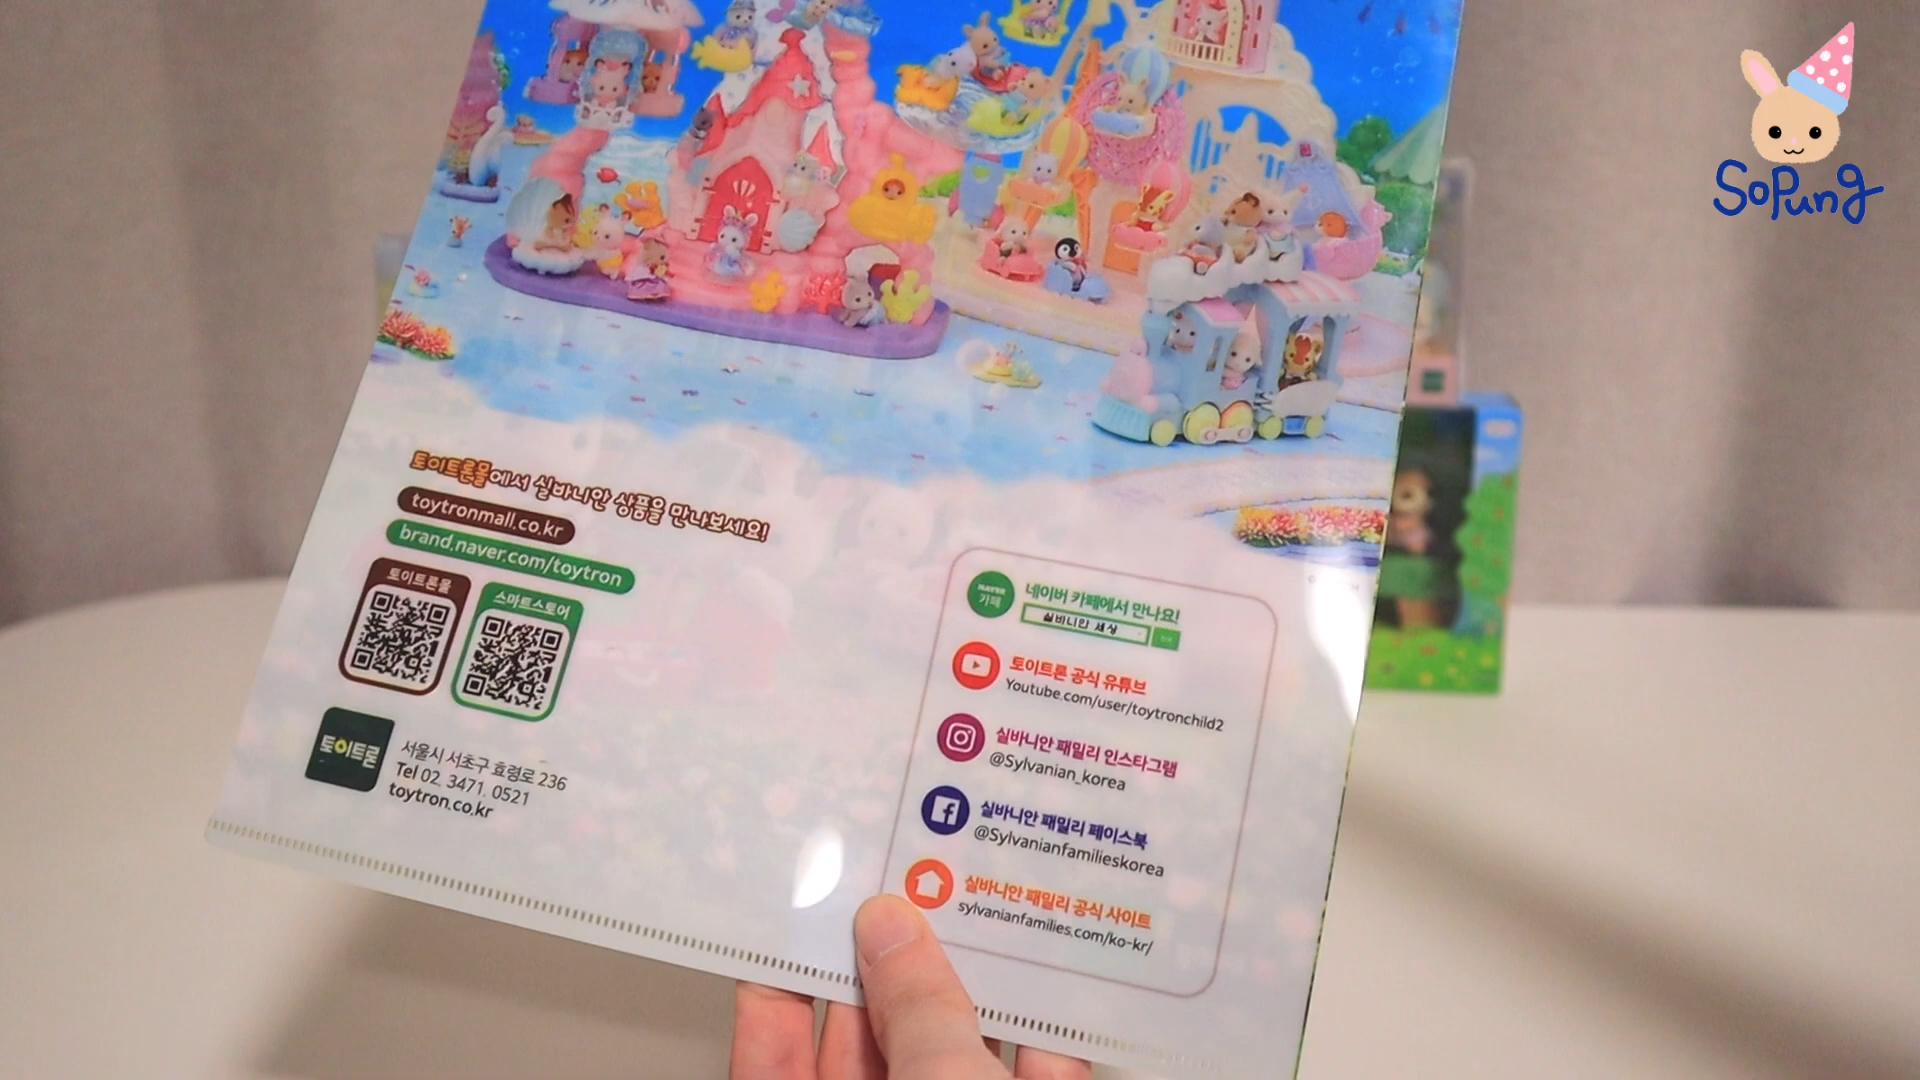 SoPung
토이트론몰에서 실바니안 상품을 만나보세요!
toytronmall.co.kr
brand.naver.com/toytron
토이트론몰
스마트스토어
토이트론
서울시 서초구 효령로 236
Tel 02. 3471. 0521
toytron.co.kr
NAVER
카페
네이버 카페에서 만나요!
실바니안 세상
토이트론 공식 유튜브
Youtube.com/user/toytronchild2
실바니안 패밀리 인스타그램
@Sylvanian_korea
실바니안 패밀리 페이스북
@Sylvanianfamilieskorea
실바니안 패밀리 공식 사이트
sylvanianfamilies.com/ko-kr/